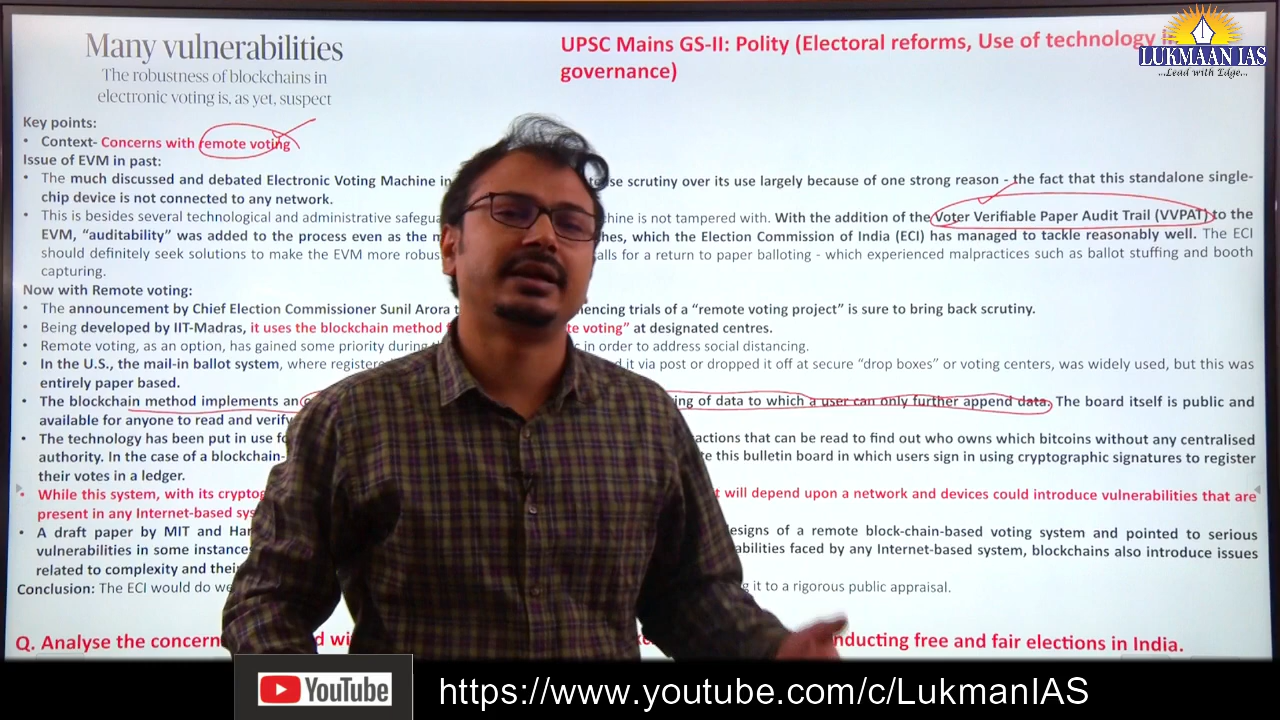 Many vulnerabilities
The robustness of blockchains in
electronic voting is, as yet, suspect
UPSC Mains GS-II: Polity (Electoral reforms, Use of technology
governance)
LUKMAAN IAS
...Lead with Edge...
Key points:
• Context- Concerns with remote voting
Issue of EVM in past:
• The much discussed and debated Electronic Voting Machine in se scrutiny over its use largely because of one strong reason - the fact that this standalone single-
chip device is not connected to any network.
• This is besides several technological and administrative safegua chine is not tampered with. With the addition of the Voter Verifiable Paper Audit Trail (VVPAT) to the
EVM, “auditability” was added to the process even as the m hes, which the Election Commission of India (ECI) has managed to tackle reasonably well. The ECI
should definitely seek solutions to make the EVM more robus alls for a return to paper balloting - which experienced malpractices such as ballot stuffing and booth
capturing.
Now with Remote voting:
• The announcement by Chief Election Commissioner Sunil Arora t encing trials of a “remote voting project” is sure to bring back scrutiny.
• Being developed by IIT-Madras, it uses the blockchain method te voting” at designated centres.
• Remote voting, as an option, has gained some priority during th s in order to address social distancing.
• In the U.S., the mail-in ballot system, where registere d it via post or dropped it off at secure “drop boxes” or voting centers, was widely used, but this was
entirely paper based.
• The blockchain method implements an ing of data to which a user can only further append data. The board itself is public and
available for anyone to read and verify
• The technology has been put in use fo actions that can be read to find out who owns which bitcoins without any centralised
authority. In the case of a blockchain- te this bulletin board in which users sign in using cryptographic signatures to register
their votes in a ledger.
• While this system, with its cryptog t will depend upon a network and devices could introduce vulnerabilities that are
present in any Internet-based sys
• A draft paper by MIT and Har esigns of a remote block-chain-based voting system and pointed to serious
vulnerabilities in some instances abilities faced by any Internet-based system, blockchains also introduce issues
related to complexity and their
Conclusion: The ECI would do we g it to a rigorous public appraisal.
Q. Analyse the concern d wi nducting free and fair elections in India.
YouTube
https://www.youtube.com/c/LukmanIAS